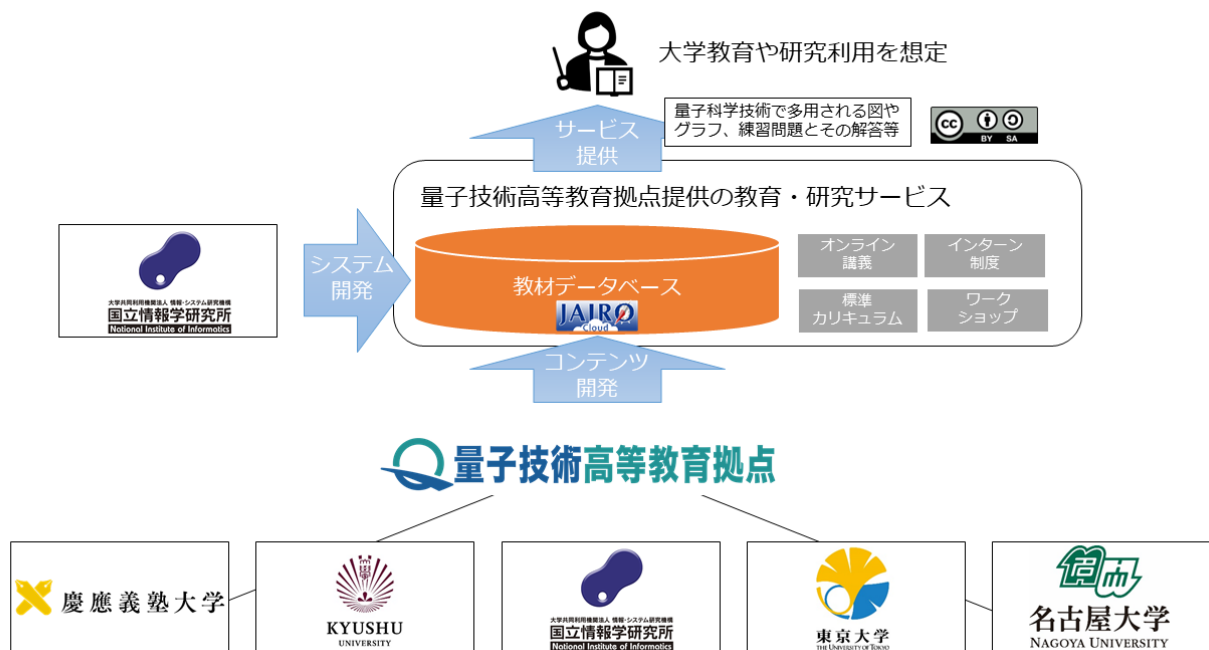 大学教育や研究利用を想定
サービス
提供
量子科学技術で多用される図や
グラフ、練習問題とその解答等
cc
BY SA
量子技術高等教育拠点提供の教育・研究サービス
大学共同利用機関法人 情報・システム研究機構
国立情報学研究所
National Institute of Informatics
システム
開発
教材データベース
JAIRO
Cloud
オンライン
講義
インターン
制度
標準
カリキュラム
ワーク
ショップ
コンテンツ
開発
量子技術高等教育拠点
慶應義塾大学
KYUSHU
UNIVERSITY
大学共同利用機関法人 情報・システム研究機構
国立情報学研究所
National Institute of Informatics
東京大学
THE UNIVERSITY OF TOKYO
名古屋大学
NAGOYA UNIVERSITY